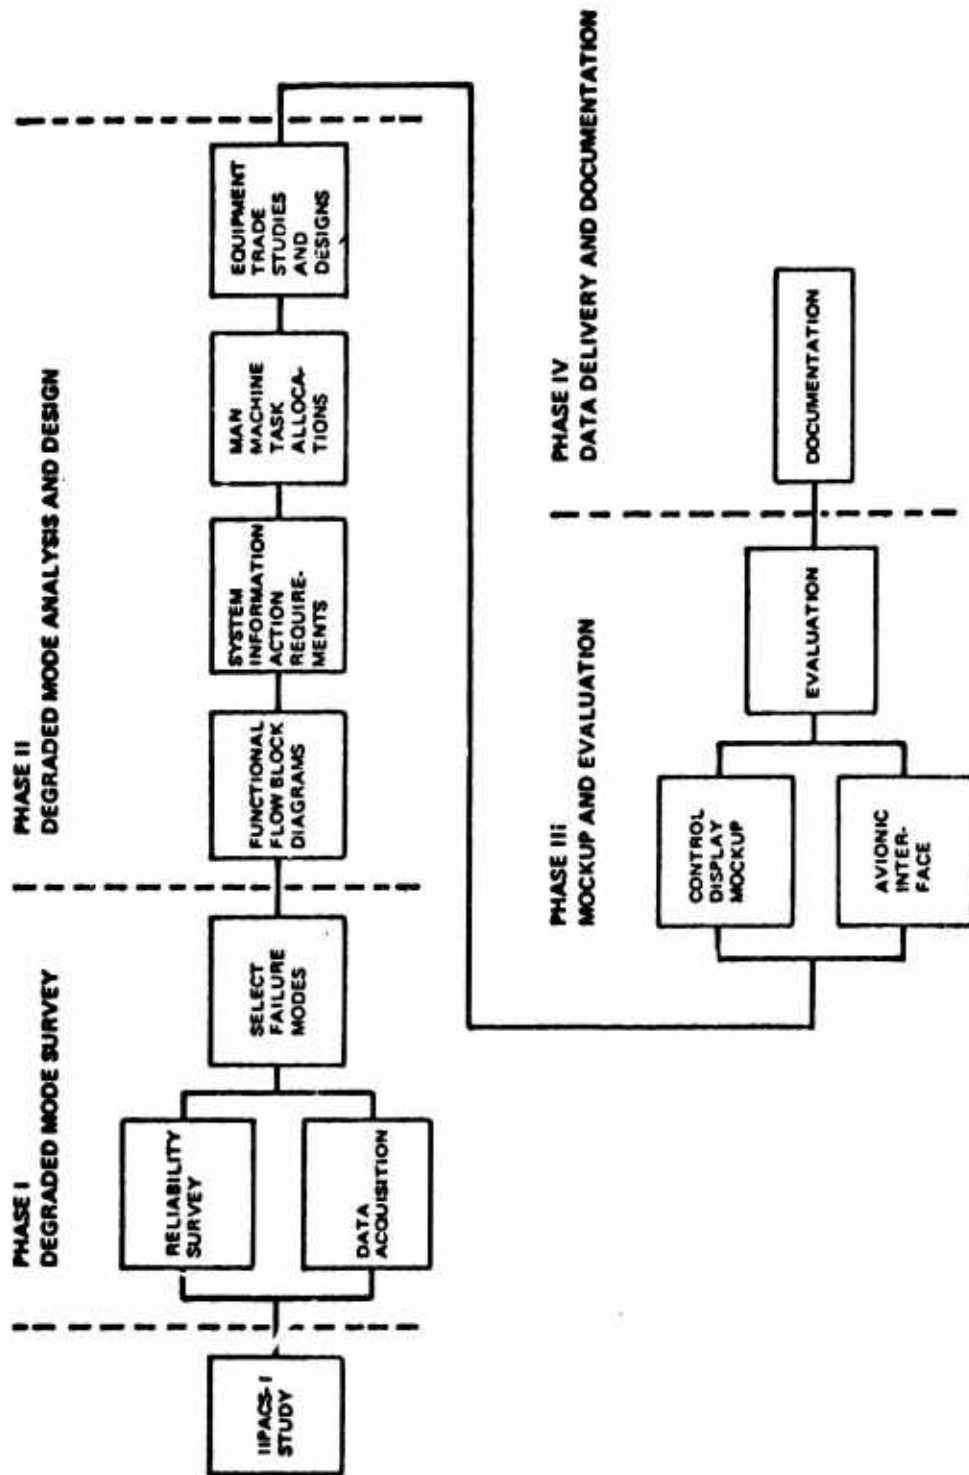 PHASE I
DEGRADED MODE SURVEY
IIPACS-I
STUDY
RELIABILITY
SURVEY
DATA
ACQUISITION
SELECT
FAILURE
MODES
PHASE II
DEGRADED MODE ANALYSIS AND DESIGN
FUNCTIONAL
FLOW BLOCK
DIAGRAMS
SYSTEM
INFORMATION
ACTION
REQUIRE-
MENTS
MAN
MACHINE
TASK
ALLOCA-
TIONS
EQUIPMENT
TRADE
STUDIES
AND
DESIGNS
PHASE III
MOCKUP AND EVALUATION
CONTROL
DISPLAY
MOCKUP
AVIONIC
INTER-
FACE
EVALUATION
PHASE IV
DATA DELIVERY AND DOCUMENTATION
DOCUMENTATION